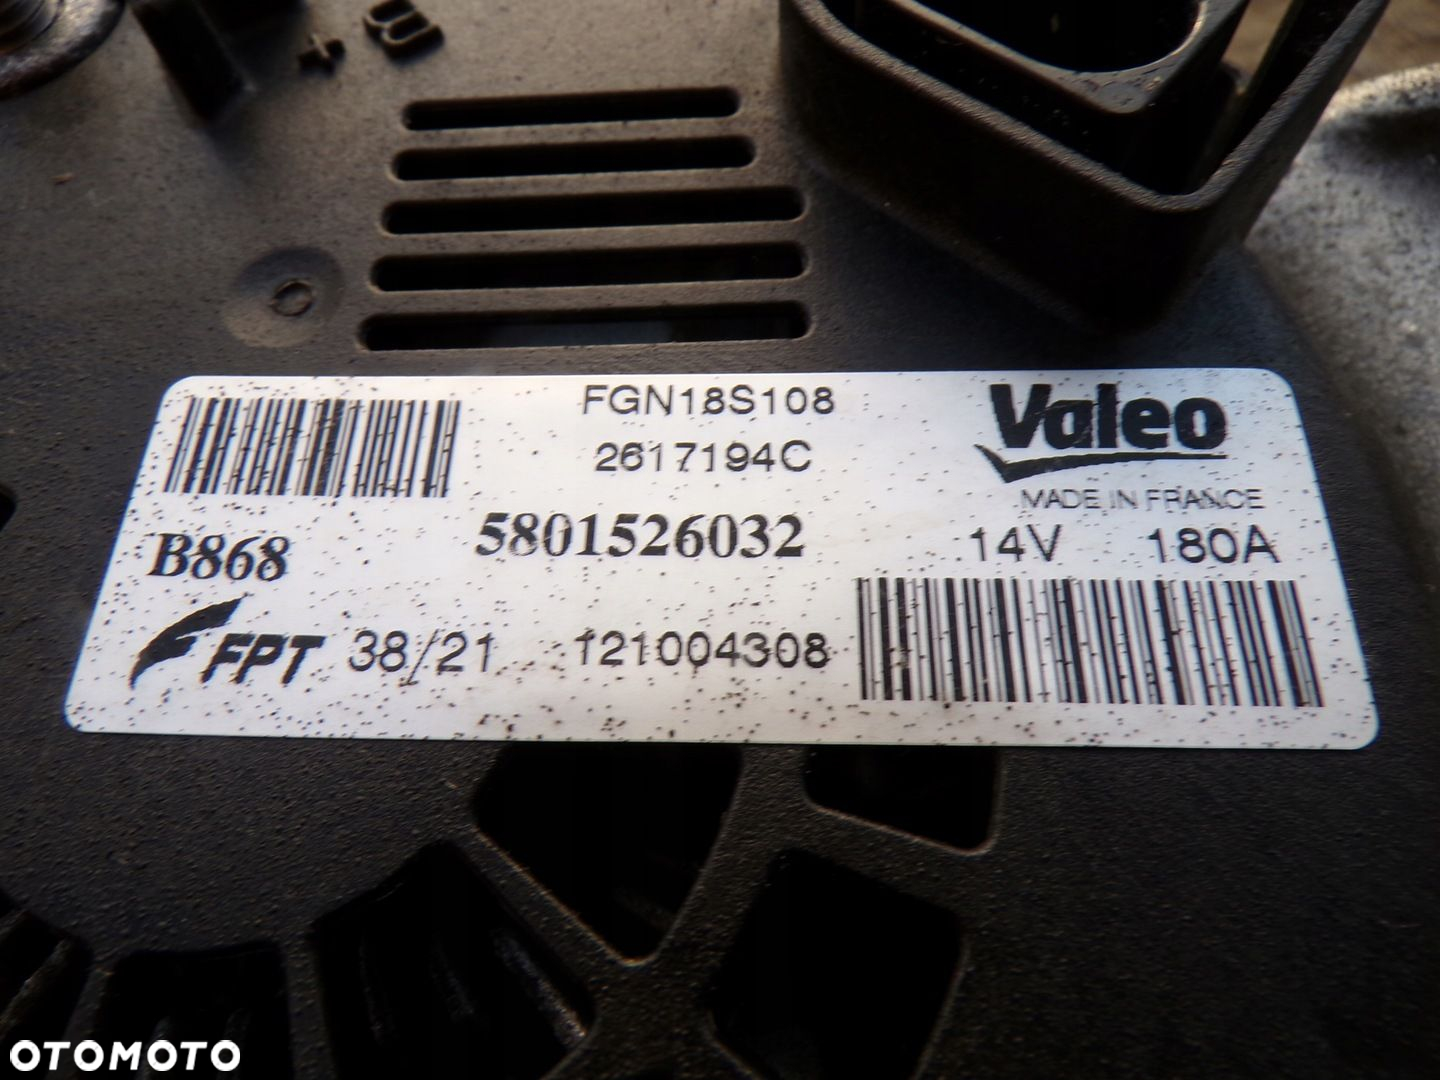 + B
FGN18S108
2617194C
Valeo
MADE IN FRANCE
B868
5801526032
14V 180A
FPT 38/21 121004308
OTOMOTO